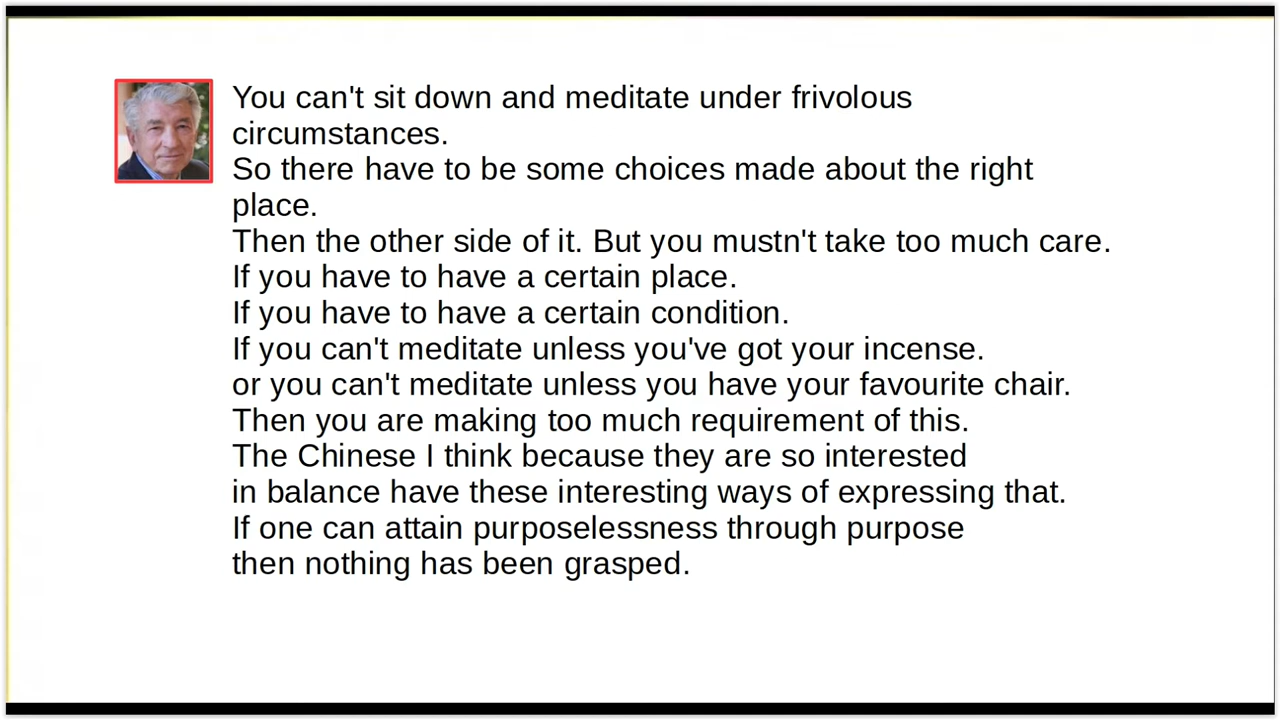 You can't sit down and meditate under frivolous
circumstances.
So there have to be some choices made about the right
place.
Then the other side of it. But you mustn't take too much care.
If you have to have a certain place.
If you have to have a certain condition.
If you can't meditate unless you've got your incense.
or you can't meditate unless you have your favourite chair.
Then you are making too much requirement of this.
The Chinese I think because they are so interested
in balance have these interesting ways of expressing that.
If one can attain purposelessness through purpose
then nothing has been grasped.